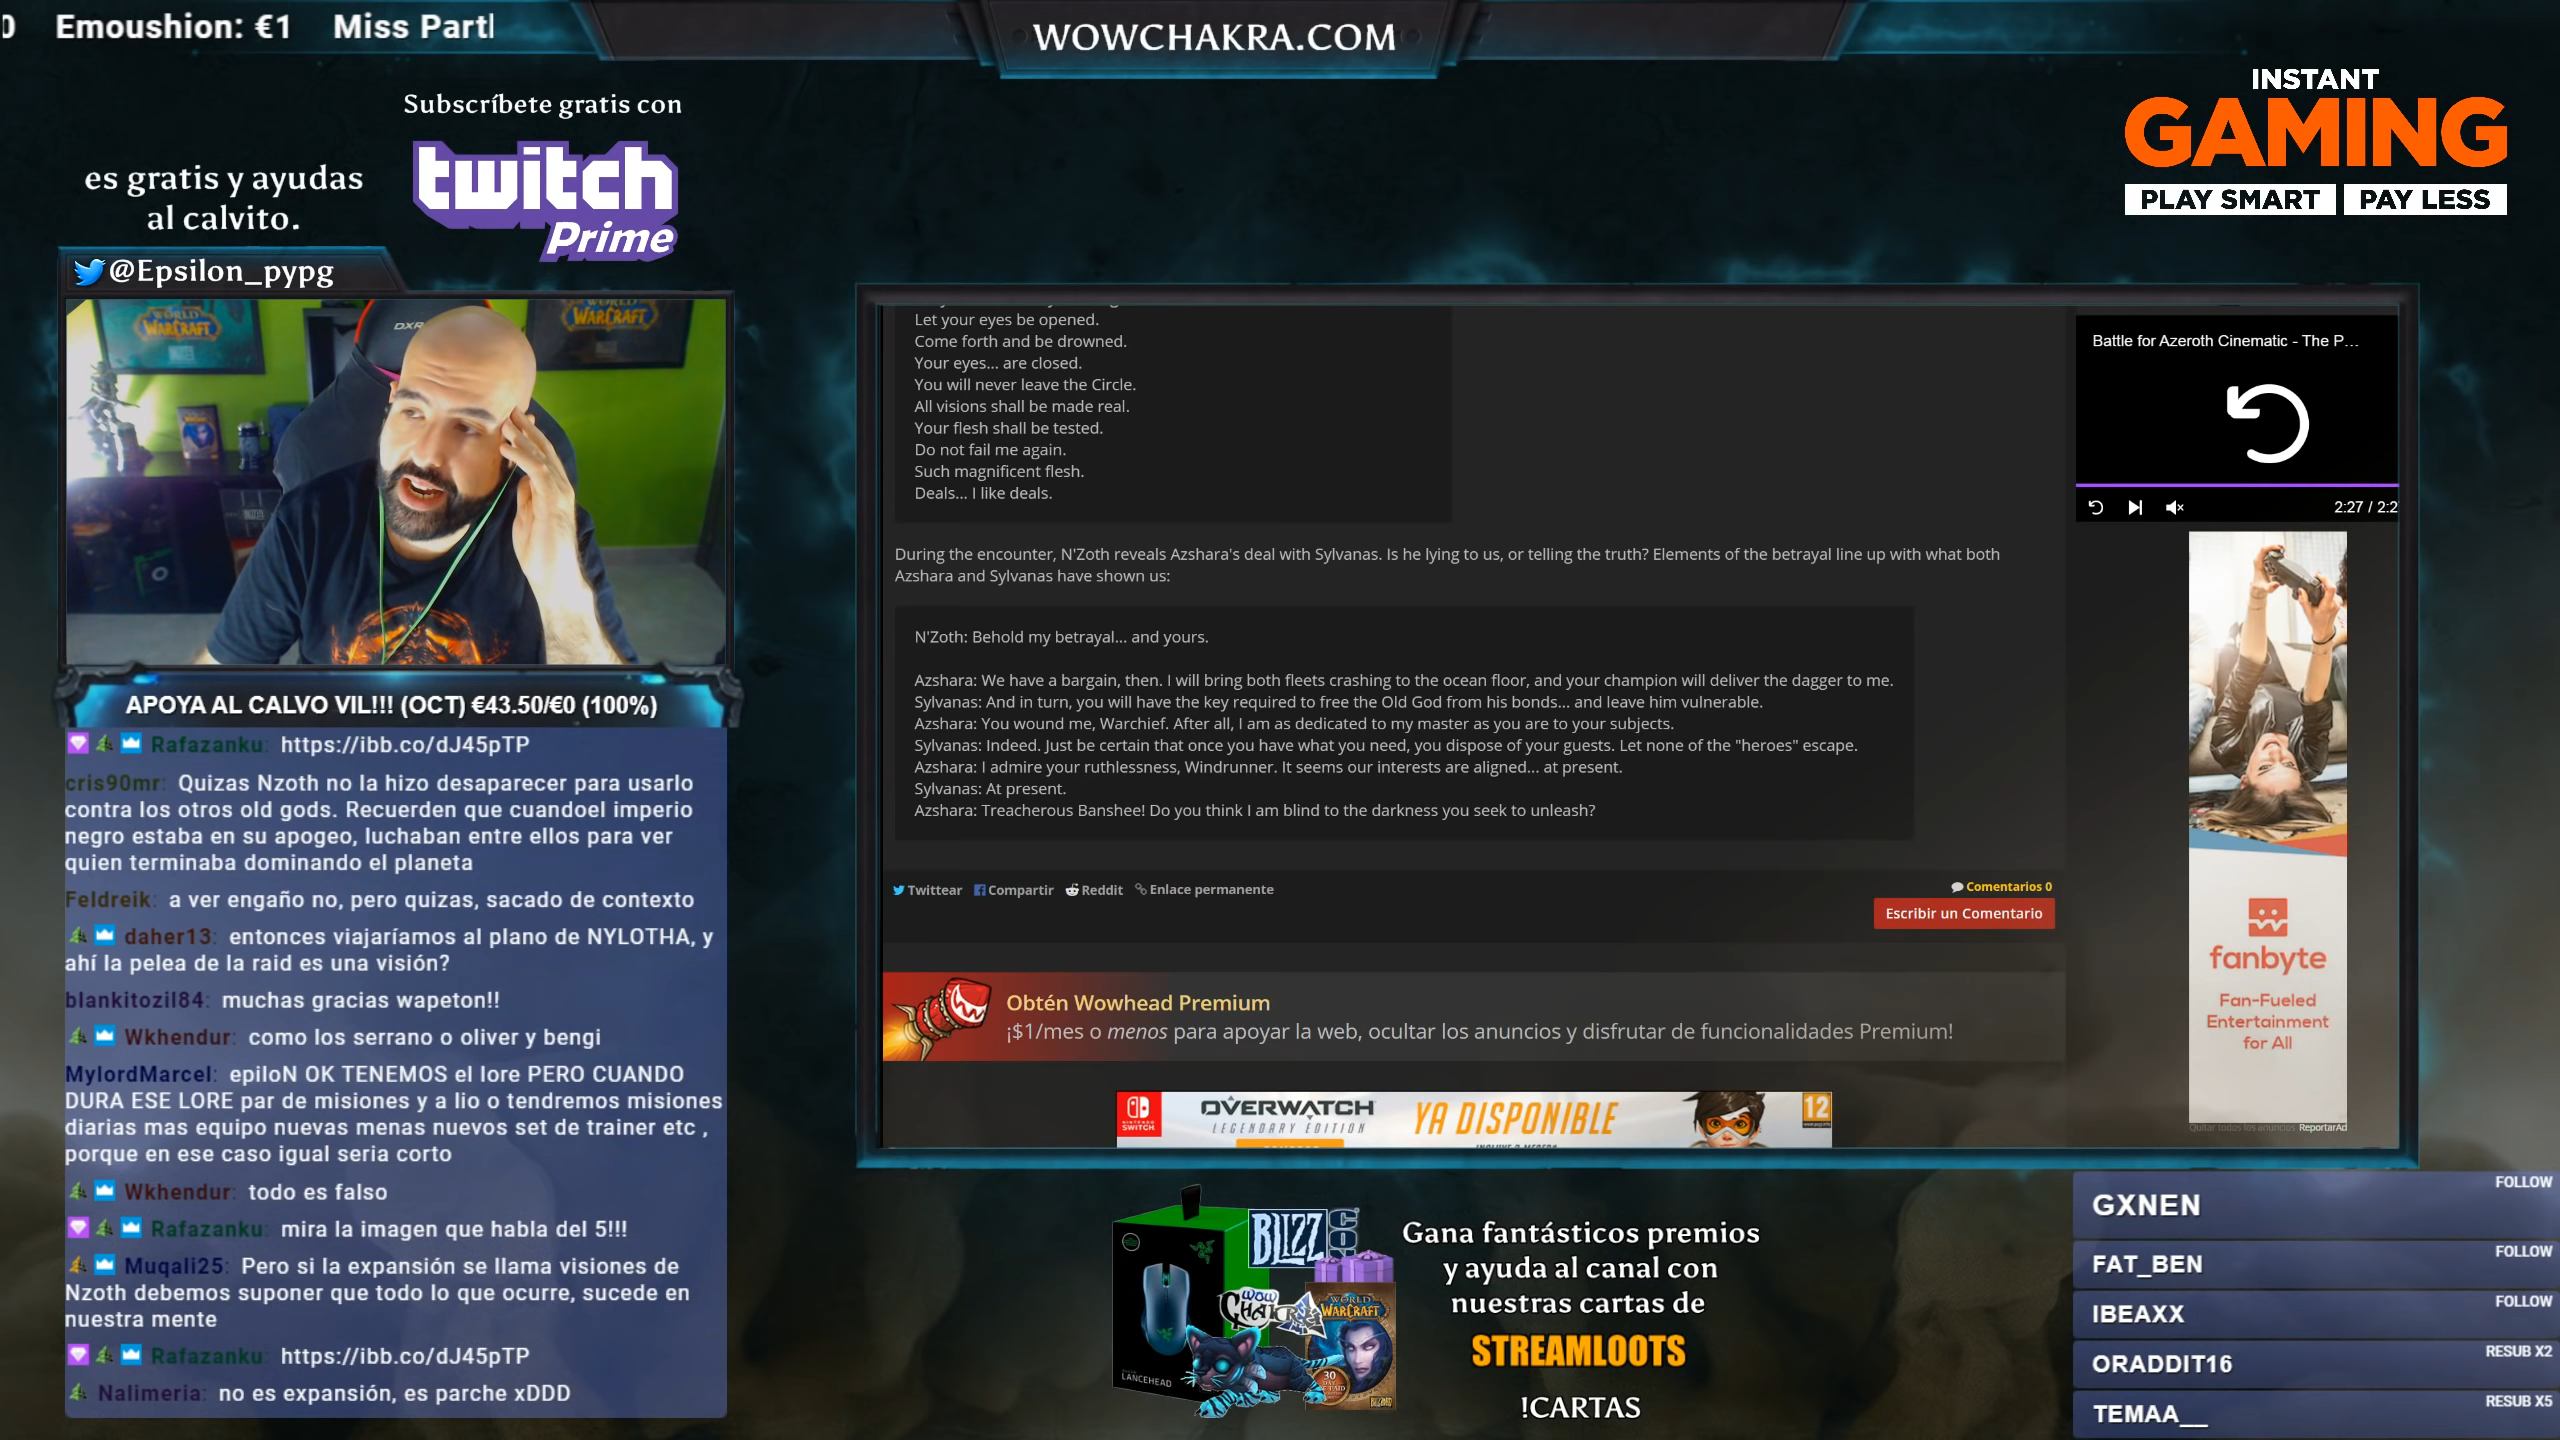 Emoushion: €1 Miss Partl
WOWCHAKRA.COM
INSTANT
GAMING
PLAY SMART PAY LESS
Subscríbete gratis con
twitch
Prime
es gratis y ayudas
al calvito.
@Epsilon_pypg
WORLD
WARCRAFT
DXR
WARCRAFT
APOYA AL CALVO VIL!!! (OCT) €43.50/€0 (100%)
Rafazanku: https://ibb.co/dJ45pTP
cris90mr: Quizas Nzoth no la hizo desaparecer para usarlo
contra los otros old gods. Recuerden que cuandoel imperio
negro estaba en su apogeo, luchaban entre ellos para ver
quien terminaba dominando el planeta
Feldreik: a ver engaño no, pero quizas, sacado de contexto
daher13: entonces viajaríamos al plano de NYLOTHA, y
ahí la pelea de la raid es una visión?
blankitozil84: muchas gracias wapeton!!
Wkhendur: como los serrano o oliver y bengi
MylordMarcel: epiloN OK TENEMOS el lore PERO CUANDO
DURA ESE LORE par de misiones y a lio o tendremos misiones
diarias mas equipo nuevas menas nuevos set de trainer etc ,
porque en ese caso igual seria corto
Wkhendur: todo es falso
Rafazanku: mira la imagen que habla del 5!!!
Muqali25: Pero si la expansión se llama visiones de
Nzoth debemos suponer que todo lo que ocurre, sucede en
nuestra mente
Rafazanku: https://ibb.co/dJ45pTP
Nalimeria: no es expansión, es parche xDDD
Let your eyes be opened.
Come forth and be drowned.
Your eyes... are closed.
You will never leave the Circle.
All visions shall be made real.
Your flesh shall be tested.
Do not fail me again.
Such magnificent flesh.
Deals... I like deals.
During the encounter, N'Zoth reveals Azshara's deal with Sylvanas. Is he lying to us, or telling the truth? Elements of the betrayal line up with what both
Azshara and Sylvanas have shown us:
N'Zoth: Behold my betrayal... and yours.
Azshara: We have a bargain, then. I will bring both fleets crashing to the ocean floor, and your champion will deliver the dagger to me.
Sylvanas: And in turn, you will have the key required to free the Old God from his bonds... and leave him vulnerable.
Azshara: You wound me, Warchief. After all, I am as dedicated to my master as you are to your subjects.
Sylvanas: Indeed. Just be certain that once you have what you need, you dispose of your guests. Let none of the "heroes" escape.
Azshara: I admire your ruthlessness, Windrunner. It seems our interests are aligned... at present.
Sylvanas: At present.
Azshara: Treacherous Banshee! Do you think I am blind to the darkness you seek to unleash?
Twittear Compartir Reddit Enlace permanente
Comentarios 0
Escribir un Comentario
Obtén Wowhead Premium
¡$1/mes o menos para apoyar la web, ocultar los anuncios y disfrutar de funcionalidades Premium!
NINTENDO
SWITCH
OVERWATCH
LEGENDARY EDITION
YA DISPONIBLE
12
Battle for Azeroth Cinematic - The P...
2:27 / 2:2
fanbyte
Fan-Fueled
Entertainment
for All
Quitar todos los anuncios ReportarAd
BLIZZ
CON
WOW
CHAKRA
WORLD
WARCRAFT
30
LANCEHEAD
Gana fantásticos premios
y ayuda al canal con
nuestras cartas de
STREAMLOOTS
!CARTAS
GXNEN FOLLOW
FAT_BEN FOLLOW
IBEAXX FOLLOW
ORADDIT16 RESUB X2
TEMAA__ RESUB X5